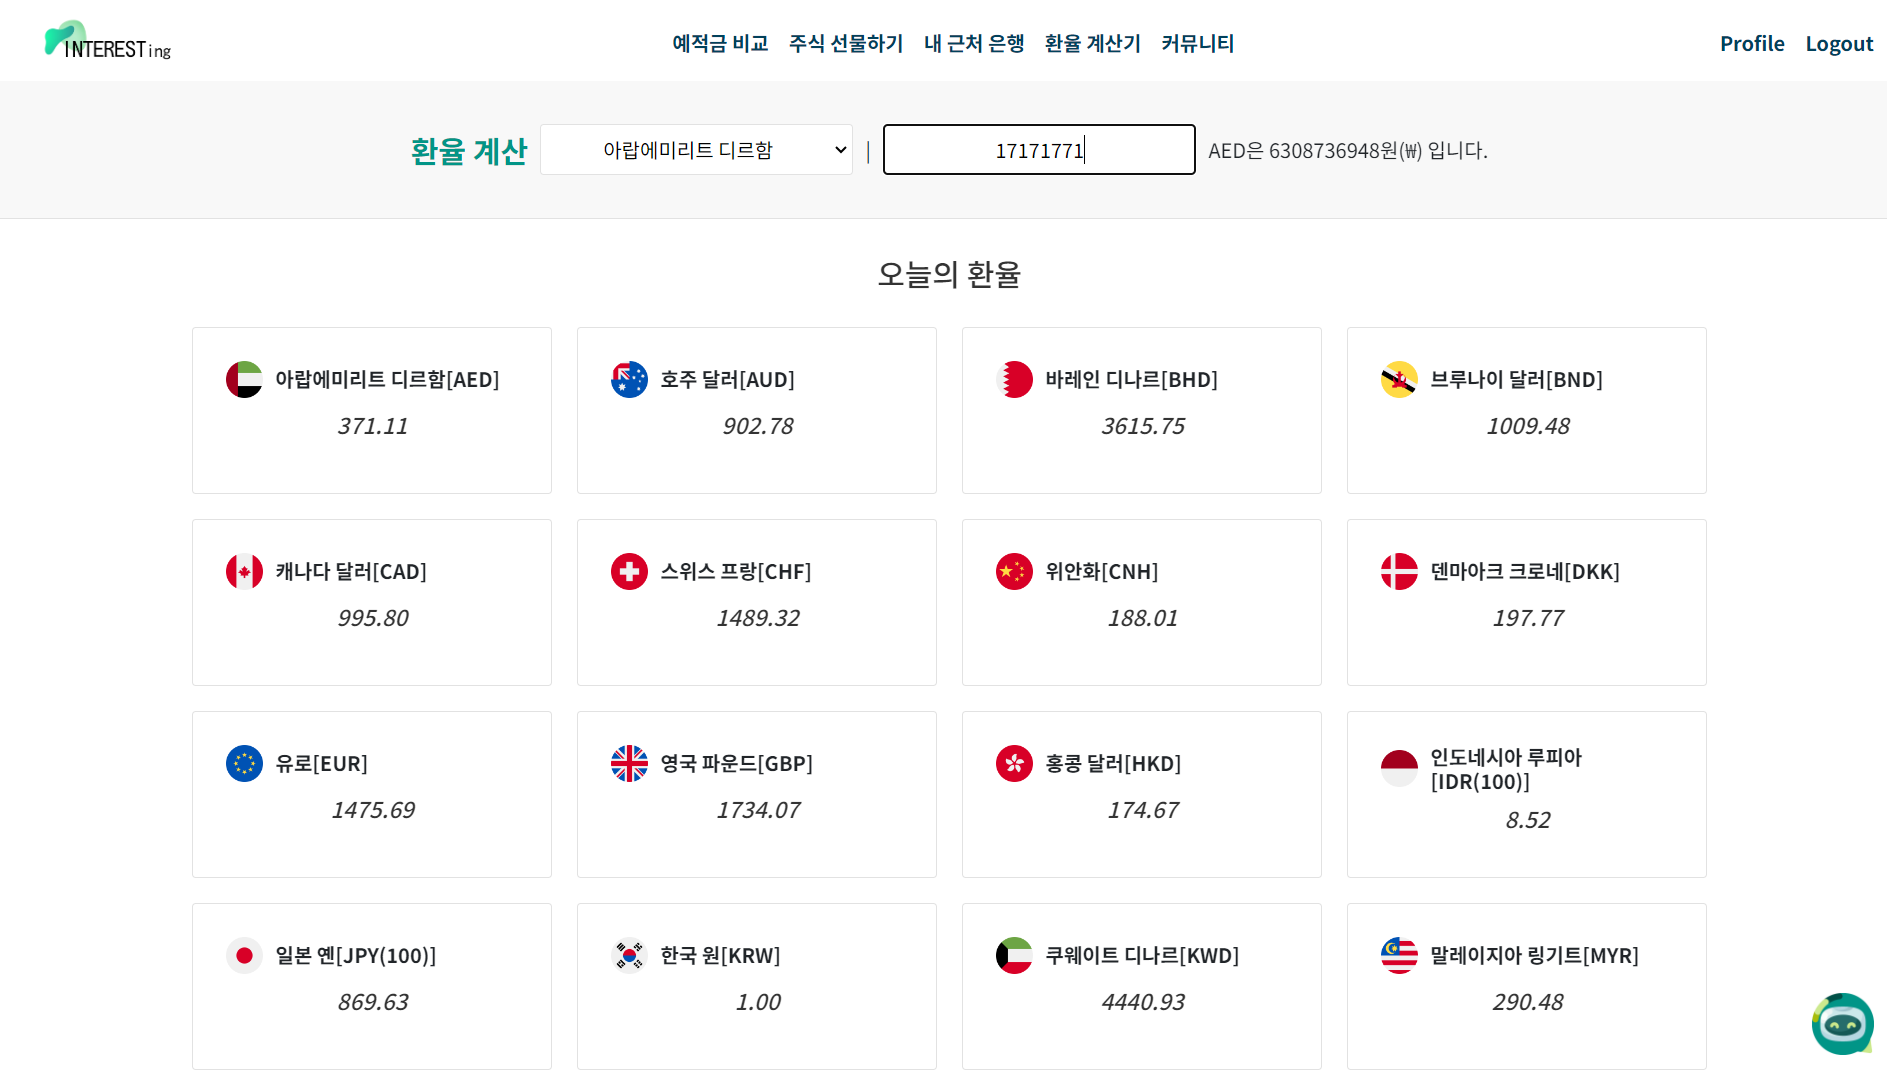 INTERESTing
예적금 비교 주식 선물하기 내 근처 은행 환율 계산기 커뮤니티
Profile Logout
환율 계산 아랍에미리트 디르함 | 17171771 AED은 6308736948원(₩) 입니다.
오늘의 환율
아랍에미리트 디르함[AED]
371.11
호주 달러[AUD]
902.78
바레인 디나르[BHD]
3615.75
브루나이 달러[BND]
1009.48
캐나다 달러[CAD]
995.80
스위스 프랑[CHF]
1489.32
위안화[CNH]
188.01
덴마아크 크로네[DKK]
197.77
유로[EUR]
1475.69
영국 파운드[GBP]
1734.07
홍콩 달러[HKD]
174.67
인도네시아 루피아
[IDR(100)]
8.52
일본 옌[JPY(100)]
869.63
한국 원[KRW]
1.00
쿠웨이트 디나르[KWD]
4440.93
말레이지아 링기트[MYR]
290.48